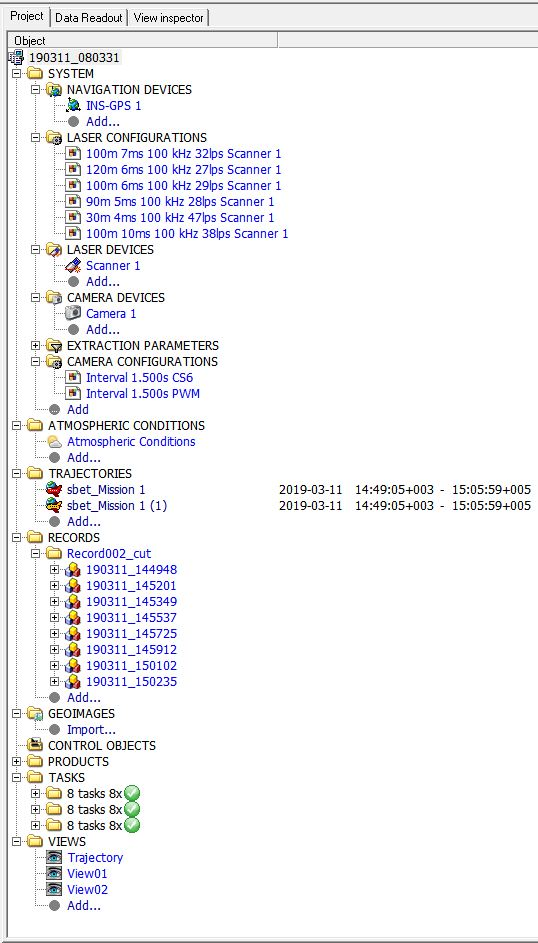 Project Data Readout View inspector
Object
190311_080331
SYSTEM
NAVIGATION DEVICES
INS-GPS 1
Add...
LASER CONFIGURATIONS
100m 7ms 100 kHz 32lps Scanner 1
120m 6ms 100 kHz 27lps Scanner 1
100m 6ms 100 kHz 29lps Scanner 1
90m 5ms 100 kHz 28lps Scanner 1
30m 4ms 100 kHz 47lps Scanner 1
100m 10ms 100 kHz 38lps Scanner 1
LASER DEVICES
Scanner 1
Add...
CAMERA DEVICES
Camera 1
Add...
EXTRACTION PARAMETERS
CAMERA CONFIGURATIONS
Interval 1.500s CS6
Interval 1.500s PWM
Add
ATMOSPHERIC CONDITIONS
Atmospheric Conditions
Add...
TRAJECTORIES
sbet_Mission 1 2019-03-11 14:49:05+003 - 15:05:59+005
sbet_Mission 1 (1) 2019-03-11 14:49:05+003 - 15:05:59+005
Add...
RECORDS
Record002_cut
190311_144948
190311_145201
190311_145349
190311_145537
190311_145725
190311_145912
190311_150102
190311_150235
Add...
GEOIMAGES
Import...
CONTROL OBJECTS
PRODUCTS
TASKS
8 tasks 8x
8 tasks 8x
8 tasks 8x
VIEWS
Trajectory
View01
View02
Add...